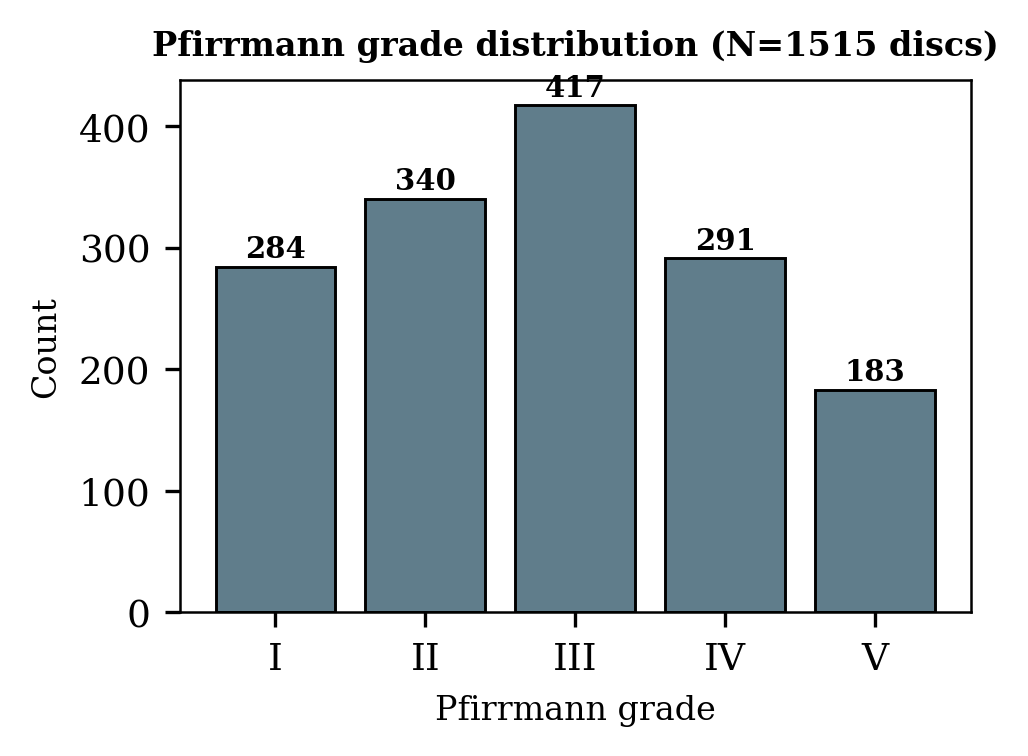 Pfirrmann grade distribution (N=1515 discs)
417
340
284
291
183
400
300
200
100
0
Count
I II III IV V
Pfirrmann grade